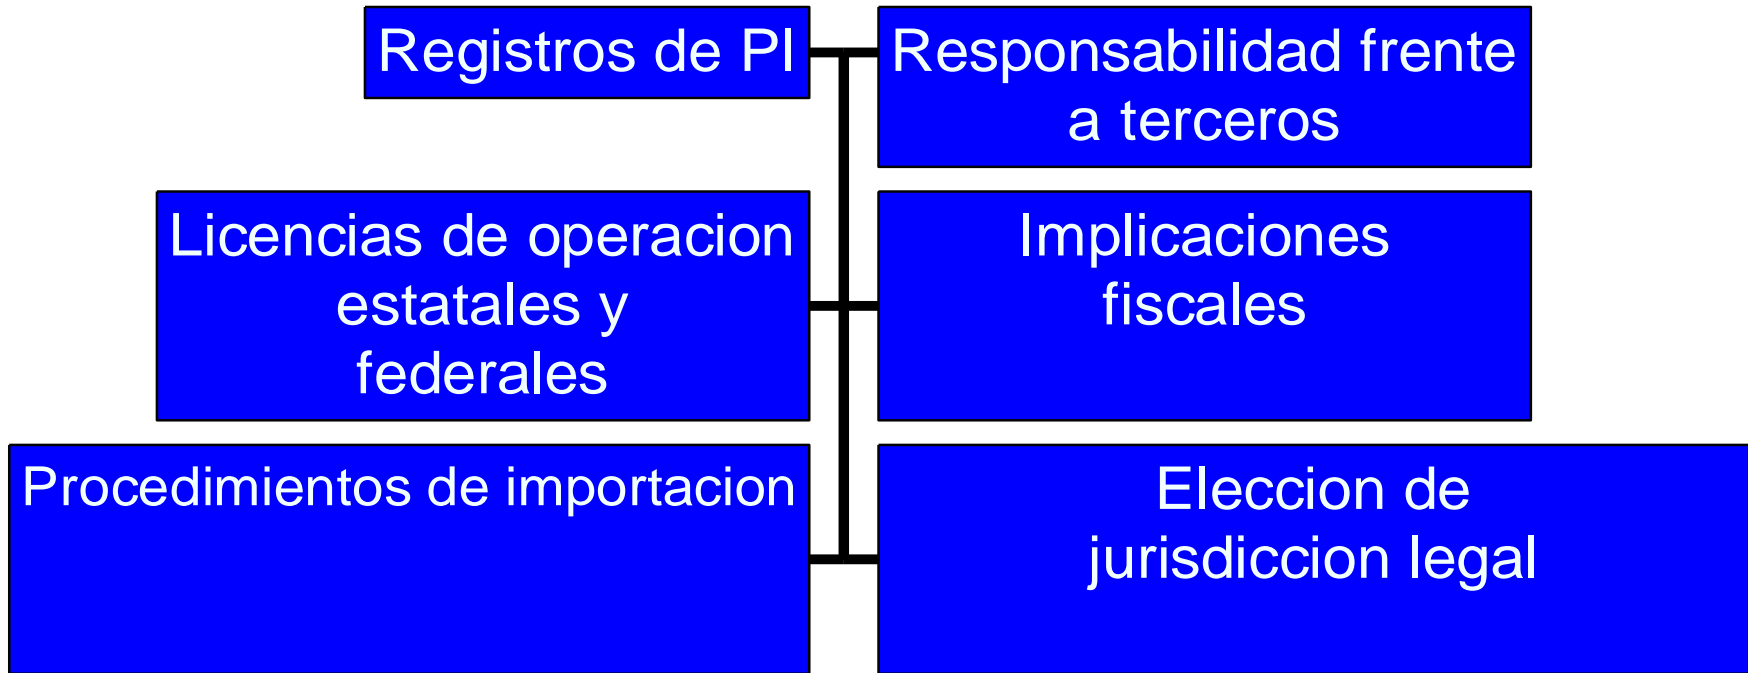 Registros de PI
Responsabilidad frente
a terceros
Licencias de operacion
estatales y
federales
Implicaciones
fiscales
Procedimientos de importacion
Eleccion de
jurisdiccion legal